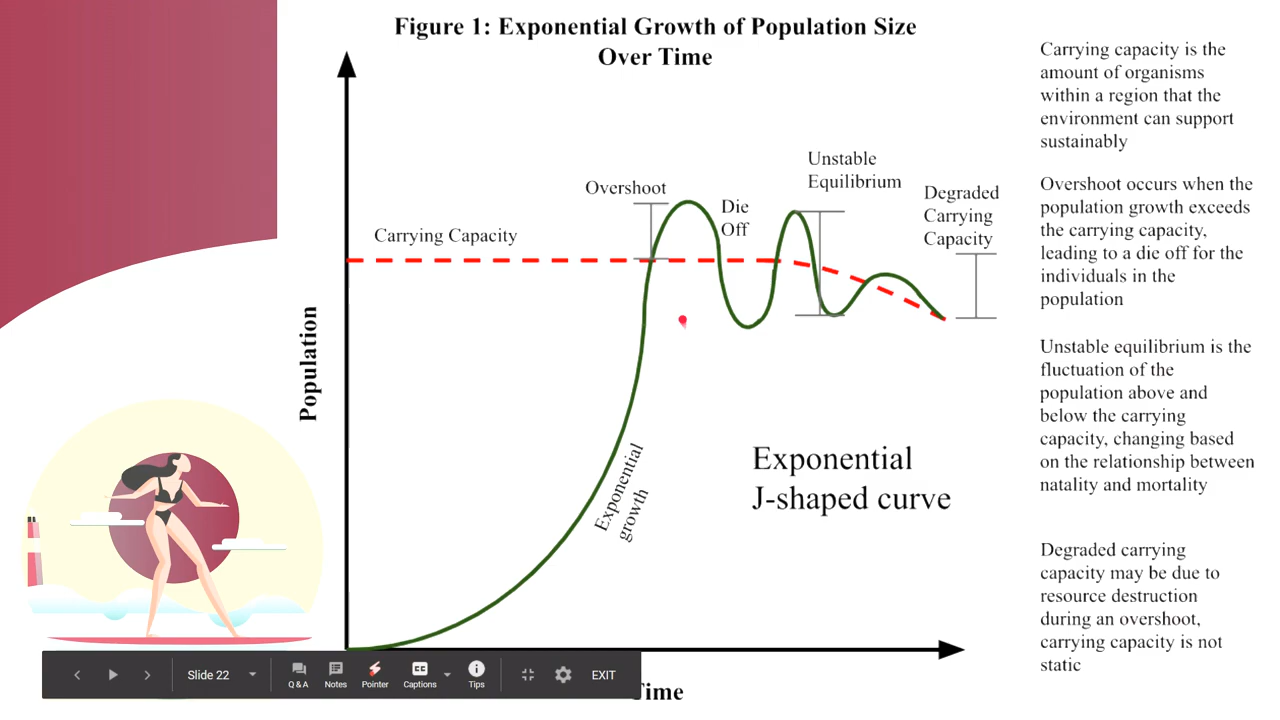 Figure 1: Exponential Growth of Population Size
Over Time
Carrying Capacity
Overshoot
Die
Off
Unstable
Equilibrium
Degraded
Carrying
Capacity
Population
Exponential
growth
Exponential
J-shaped curve
Carrying capacity is the
amount of organisms
within a region that the
environment can support
sustainably
Overshoot occurs when the
population growth exceeds
the carrying capacity,
leading to a die off for the
individuals in the
population
Unstable equilibrium is the
fluctuation of the
population above and
below the carrying
capacity, changing based
on the relationship between
natality and mortality
Degraded carrying
capacity may be due to
resource destruction
during an overshoot,
carrying capacity is not
static
Slide 22
Q & A
Notes
Pointer
CC
Captions
Tips
EXIT
Time